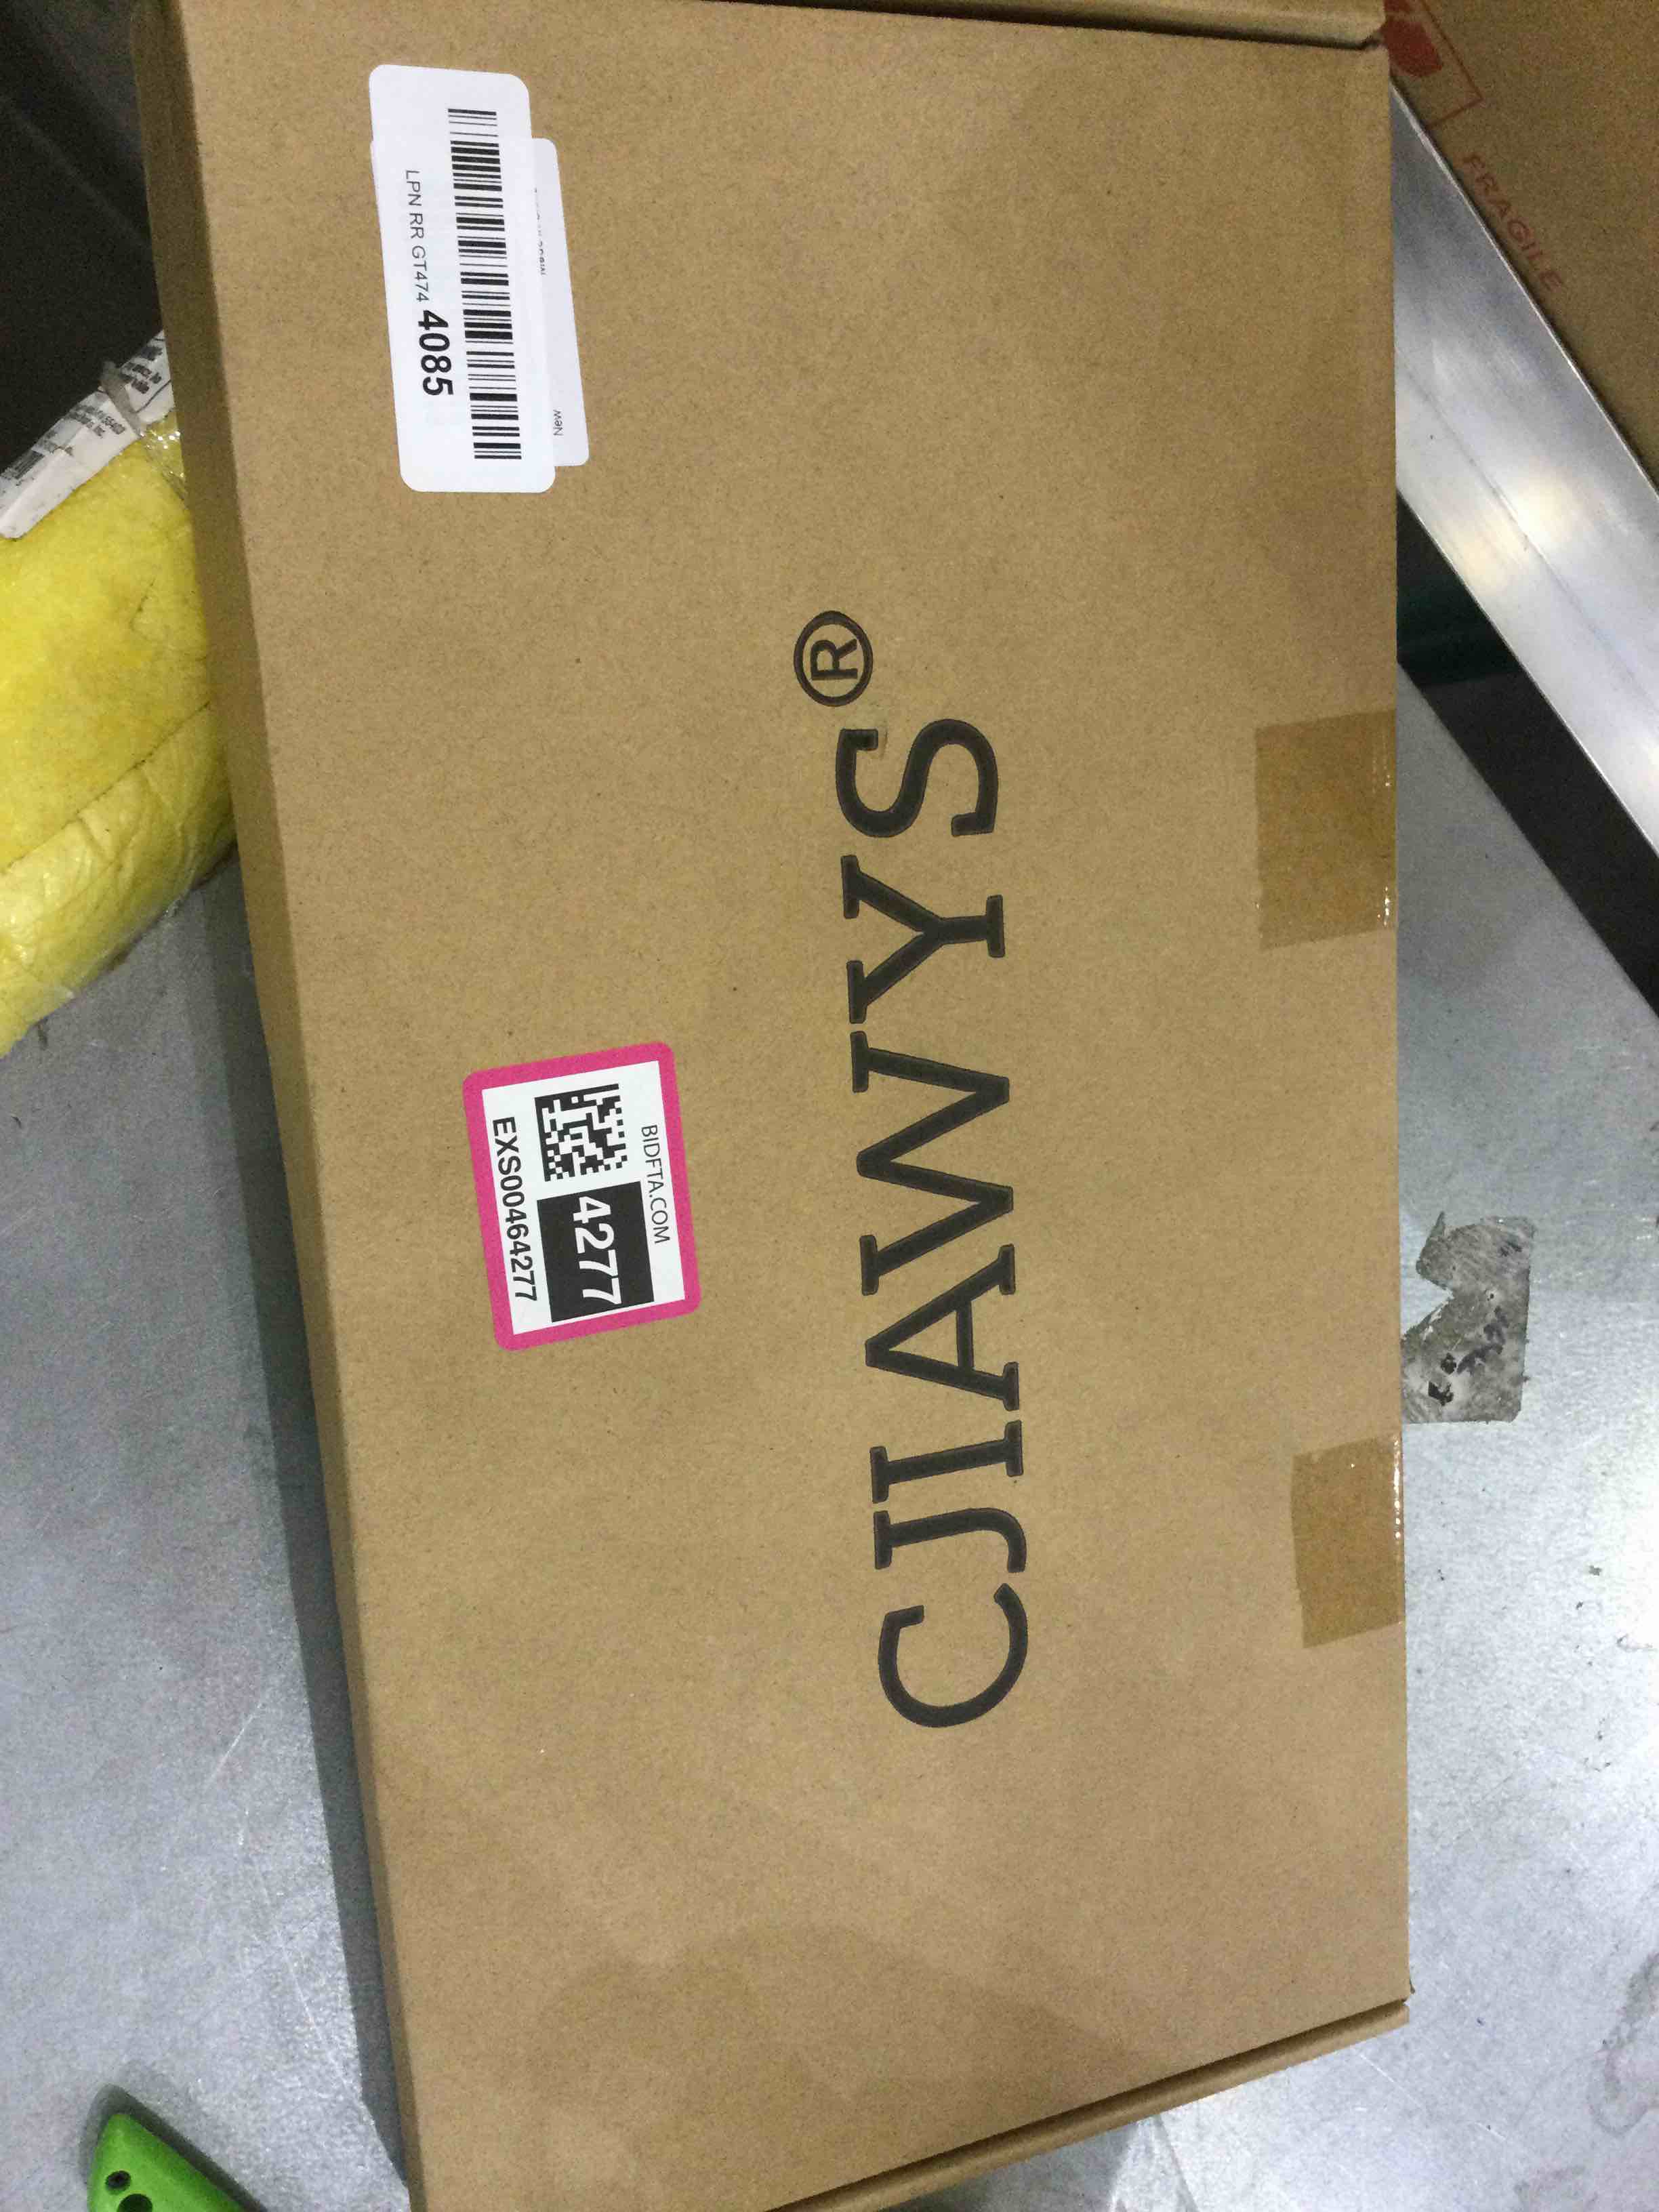 LPN RR GT474 4085
New
CJIAWYS®
BIDFTA.COM
4277
EXS00464277
FRAGILE